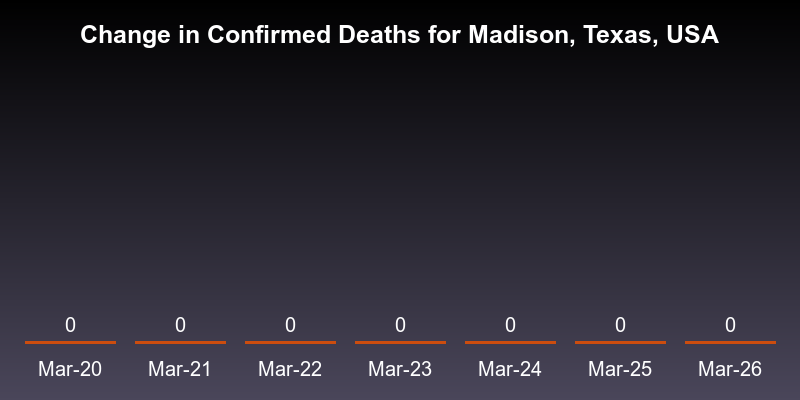 Change in Confirmed Deaths for Madison, Texas, USA
0 0 0 0 0 0 0
Mar-20 Mar-21 Mar-22 Mar-23 Mar-24 Mar-25 Mar-26